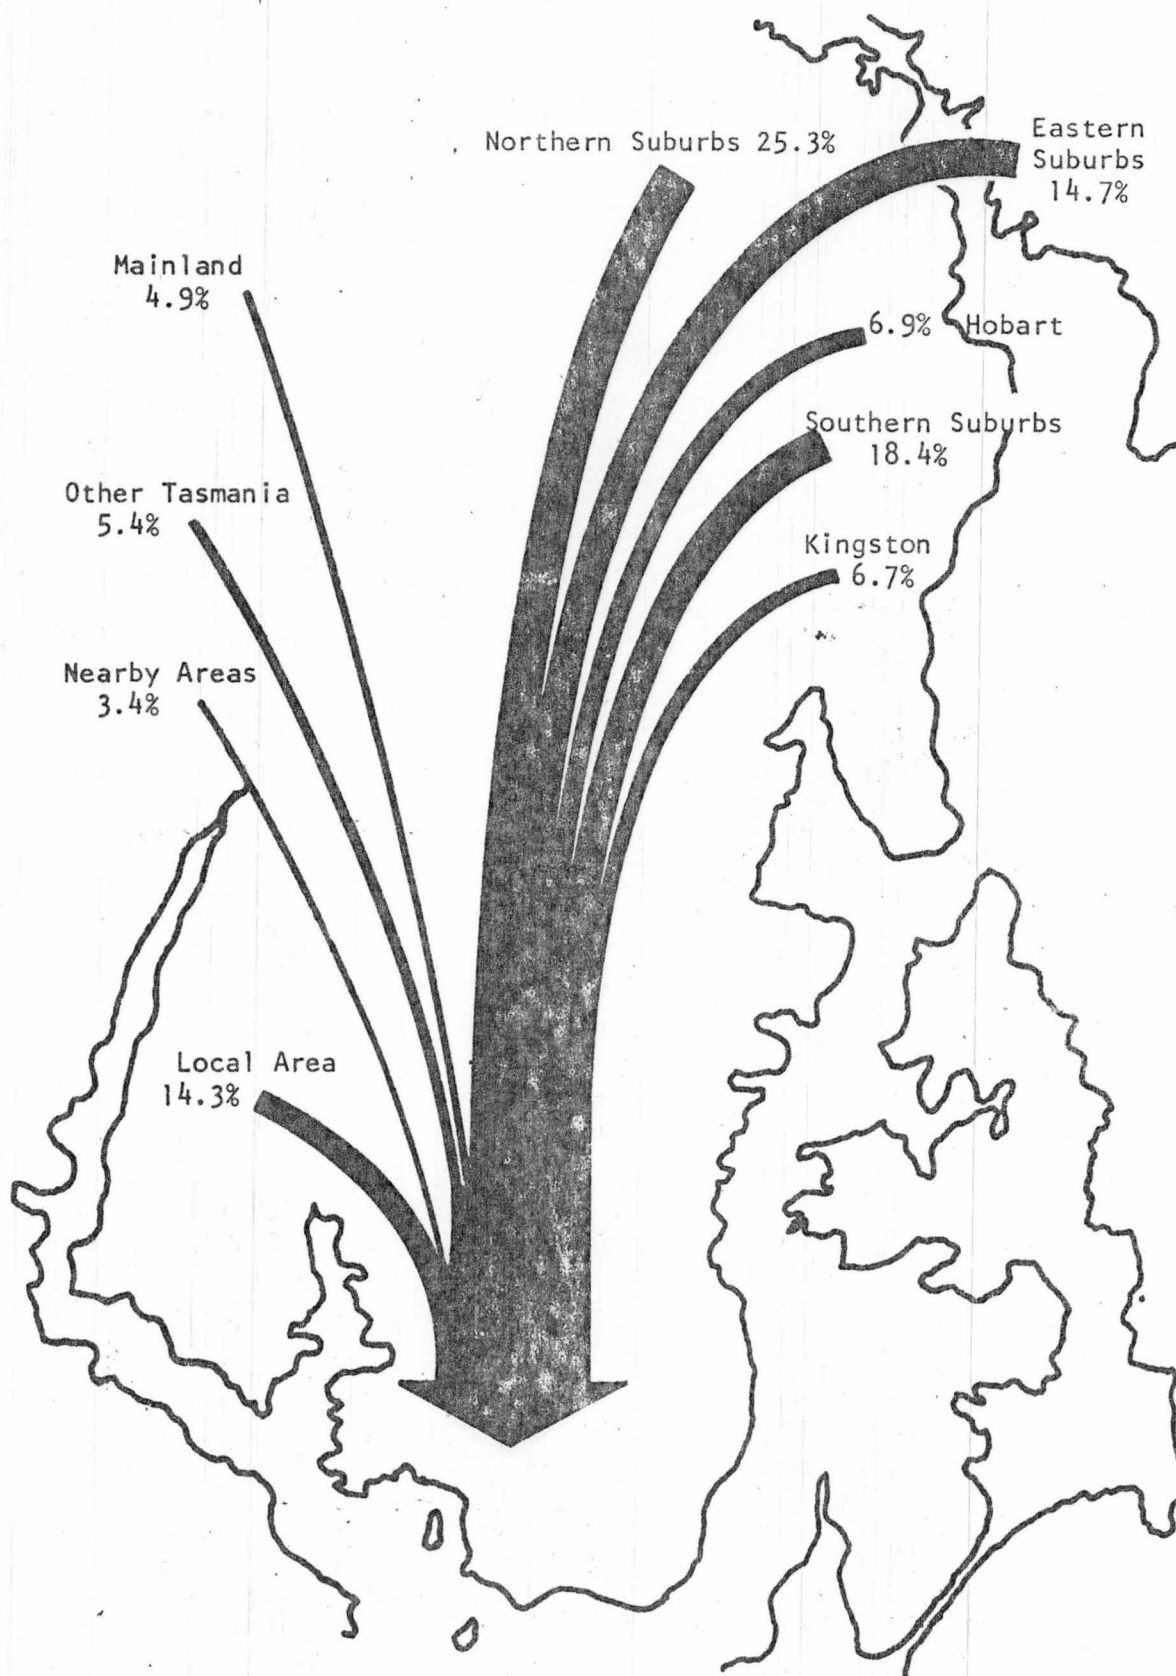 Northern Suburbs 25.3%
Eastern
Suburbs
14.7%
Mainland
4.9%
6.9% Hobart
Southern Suburbs
18.4%
Other Tasmania
5.4%
Kingston
6.7%
Nearby Areas
3.4%
Local Area
14.3%